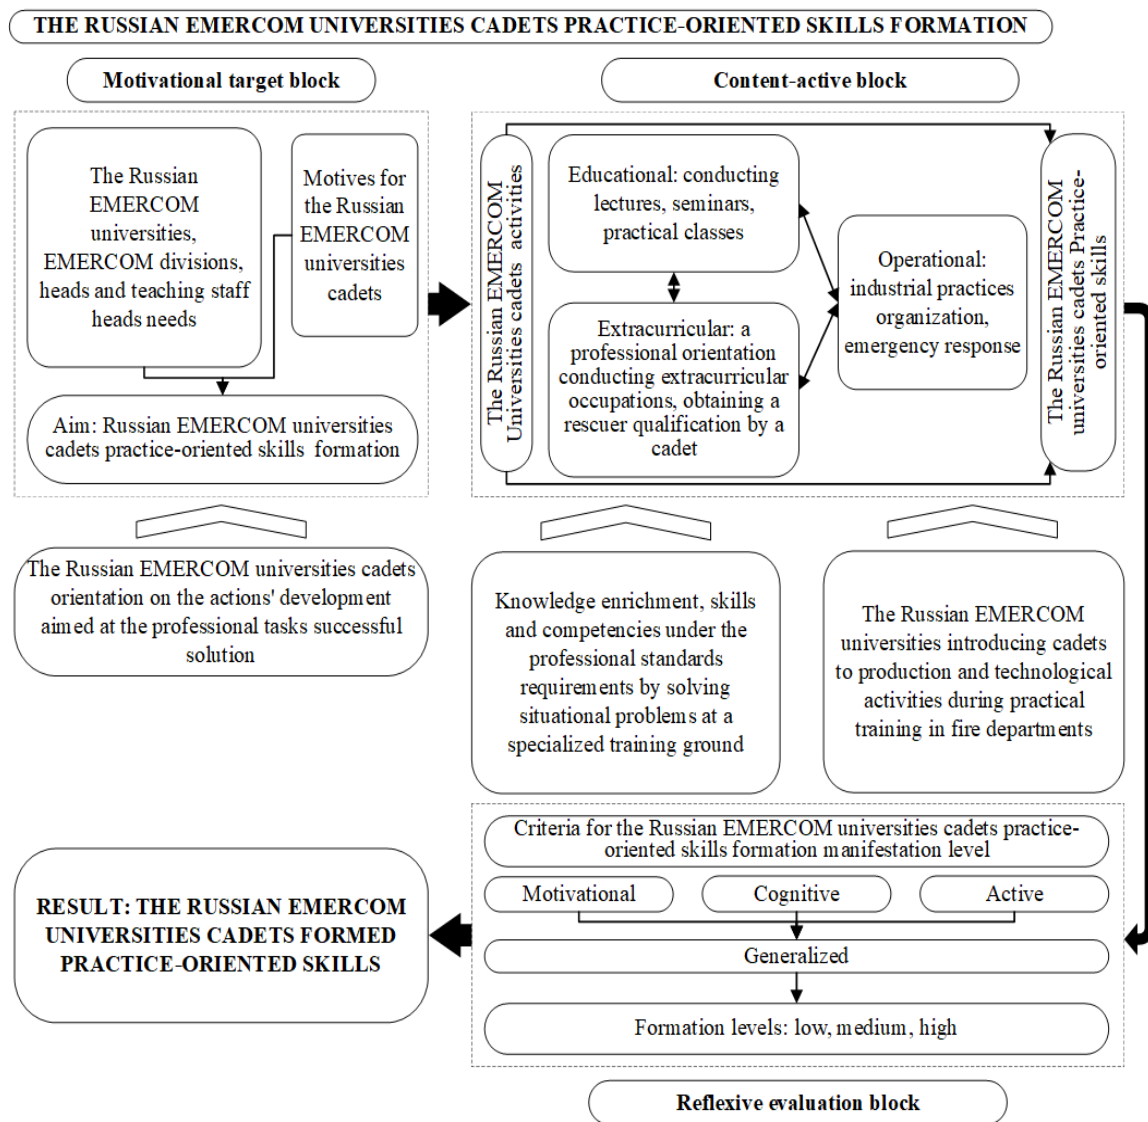 THE RUSSIAN EMERCOM UNIVERSITIES CADETS PRACTICE-ORIENTED SKILLS FORMATION
Motivational target block
Content-active block
The Russian
EMERCOM
universities,
EMERCOM divisions,
heads and teaching staff
heads needs
Motives for
the Russian
EMERCOM
universities
cadets
Aim: Russian EMERCOM universities
cadets practice-oriented skills formation
The Russian EMERCOM
Universities cadets activities
Educational: conducting
lectures, seminars,
practical classes
Extracurricular: a
professional orientation
conducting extracurricular
occupations, obtaining a
rescuer qualification by a
cadet
Operational:
industrial practices
organization,
emergency response
The Russian EMERCOM
universities cadets Practice-
oriented skills
The Russian EMERCOM universities cadets
orientation on the actions' development
aimed at the professional tasks successful
solution
Knowledge enrichment, skills
and competencies under the
professional standards
requirements by solving
situational problems at a
specialized training ground
The Russian EMERCOM
universities introducing cadets
to production and technological
activities during practical
training in fire departments
Criteria for the Russian EMERCOM universities cadets practice-
oriented skills formation manifestation level
Motivational
Cognitive
Active
Generalized
Formation levels: low, medium, high
RESULT: THE RUSSIAN EMERCOM
UNIVERSITIES CADETS FORMED
PRACTICE-ORIENTED SKILLS
Reflexive evaluation block